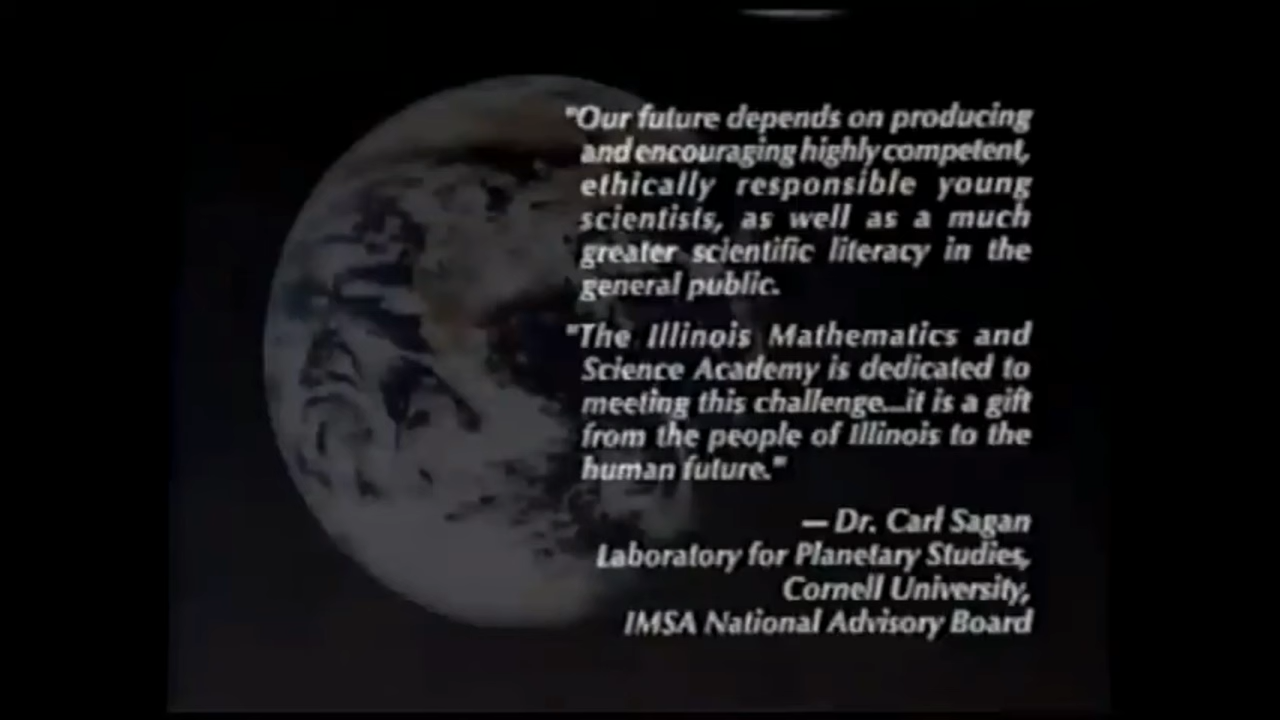 "Our future depends on producing
and encouraging highly competent,
ethically responsible young
scientists, as well as a much
greater scientific literacy in the
general public.
"The Illinois Mathematics and
Science Academy is dedicated to
meeting this challenge...it is a gift
from the people of Illinois to the
human future."
— Dr. Carl Sagan
Laboratory for Planetary Studies,
Cornell University,
IMSA National Advisory Board